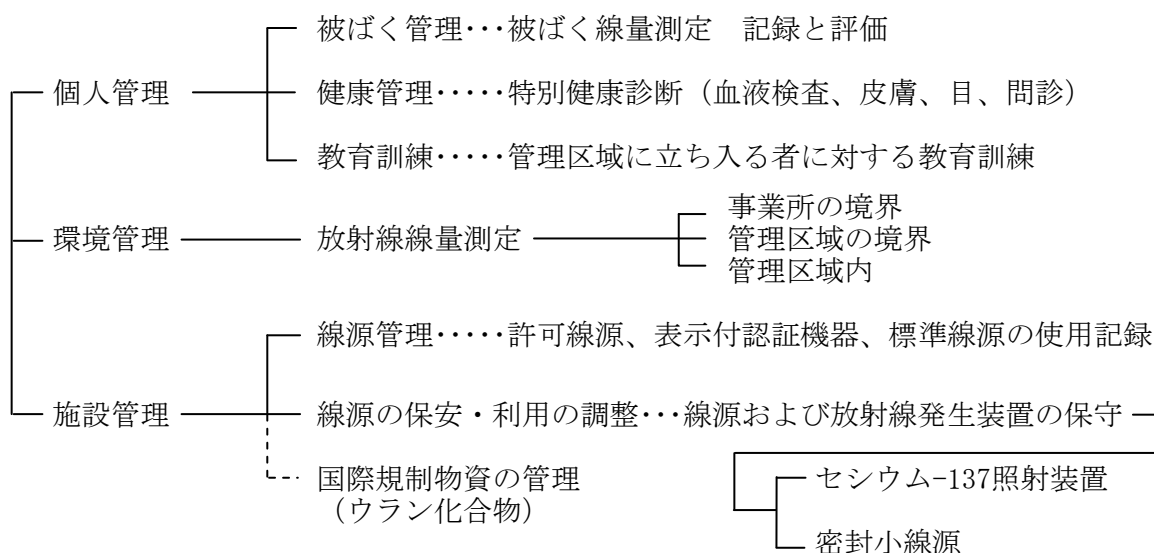 被ばく管理･･･被ばく線量測定　記録と評価
個人管理
健康管理･････特別健康診断（血液検査、皮膚、目、問診）
教育訓練･････管理区域に立ち入る者に対する教育訓練
事業所の境界
環境管理
放射線線量測定
管理区域の境界
管理区域内
線源管理･････許可線源、表示付認証機器、標準線源の使用記録
施設管理
線源の保安・利用の調整･･･線源および放射線発生装置の保守
国際規制物資の管理
（ウラン化合物）
セシウム-137照射装置
密封小線源